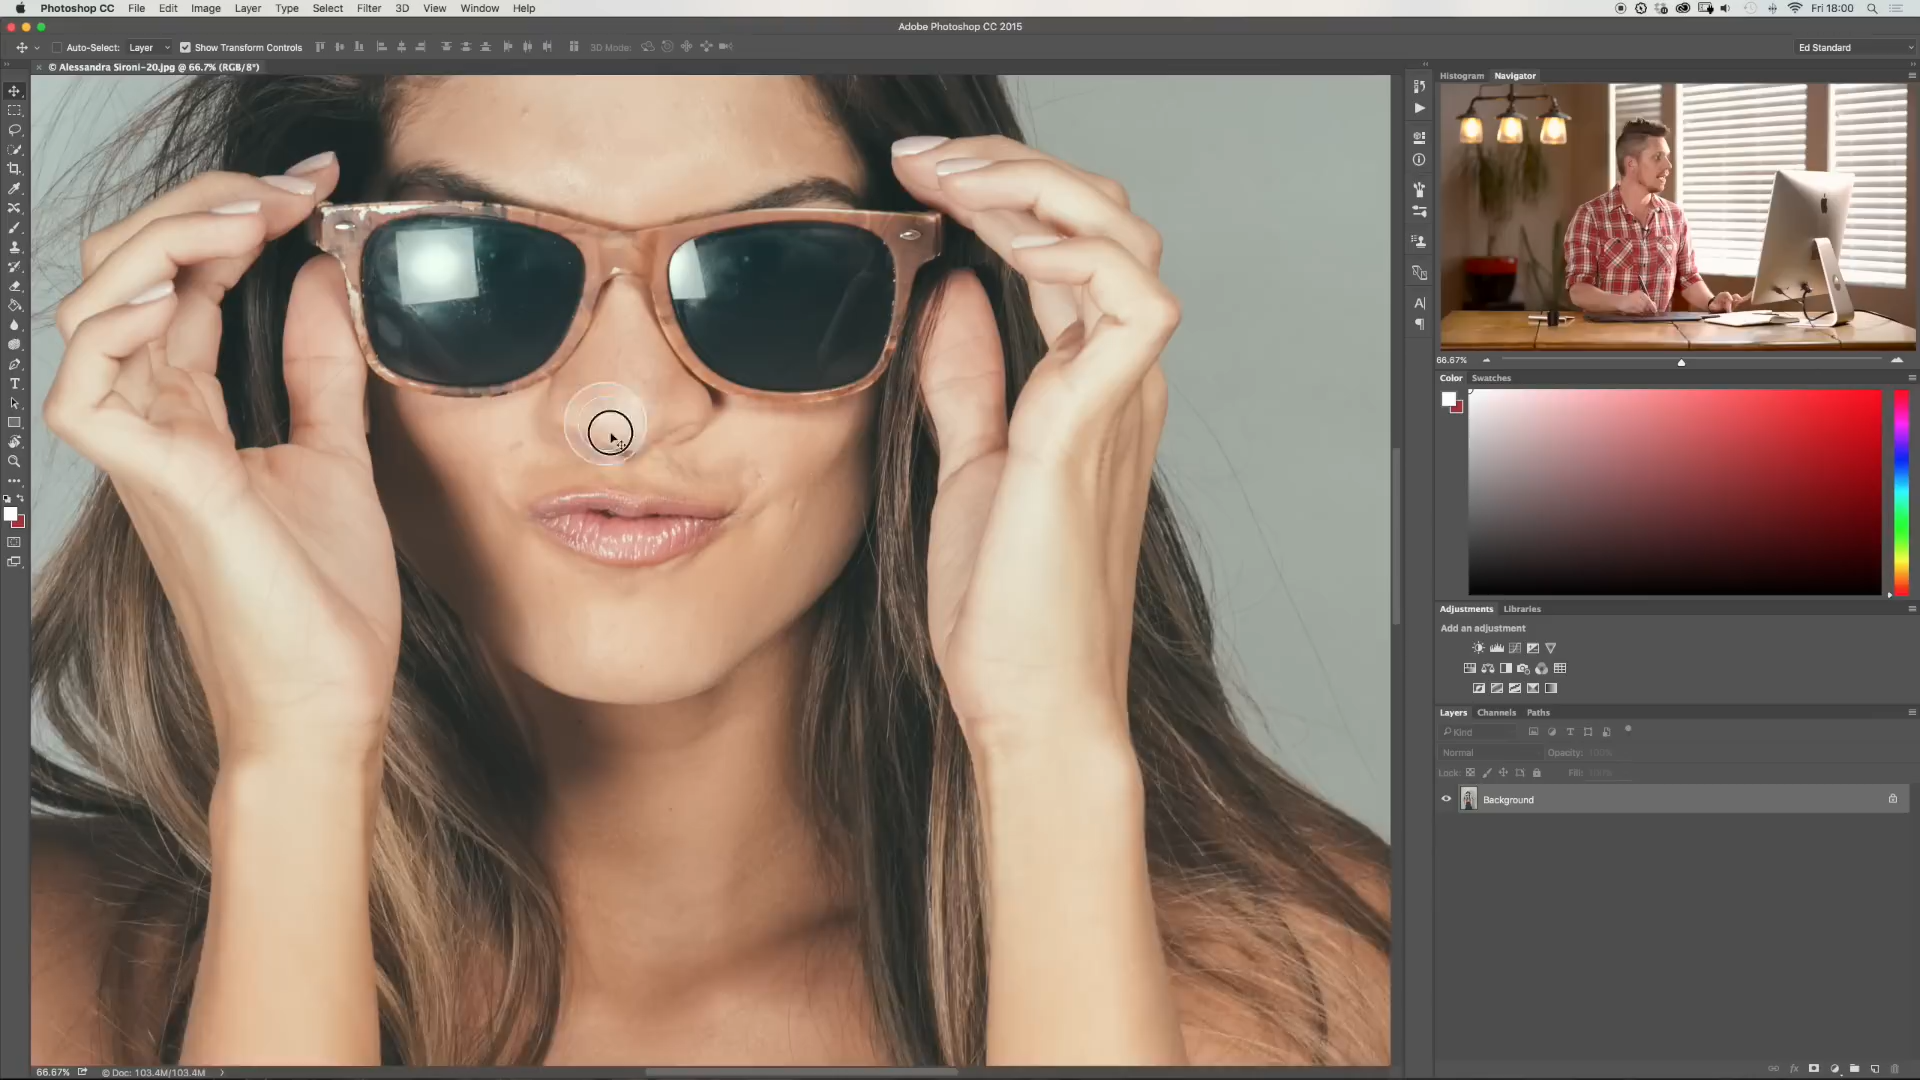 Photoshop CC File Edit Image Layer Type Select Filter 3D View Window Help Fri 18:00
Adobe Photoshop CC 2015
Auto-Select: Layer Show Transform Controls 3D Mode: Ed Standard
© Alessandra Sironi-20.jpg @ 66.7% (RGB/8*)
Histogram Navigator
66.67%
Color Swatches
Adjustments Libraries
Add an adjustment
Layers Channels Paths
Kind
Normal Opacity: 100%
Lock: Fill: 100%
Background
66.67% Doc: 103.4M/103.4M